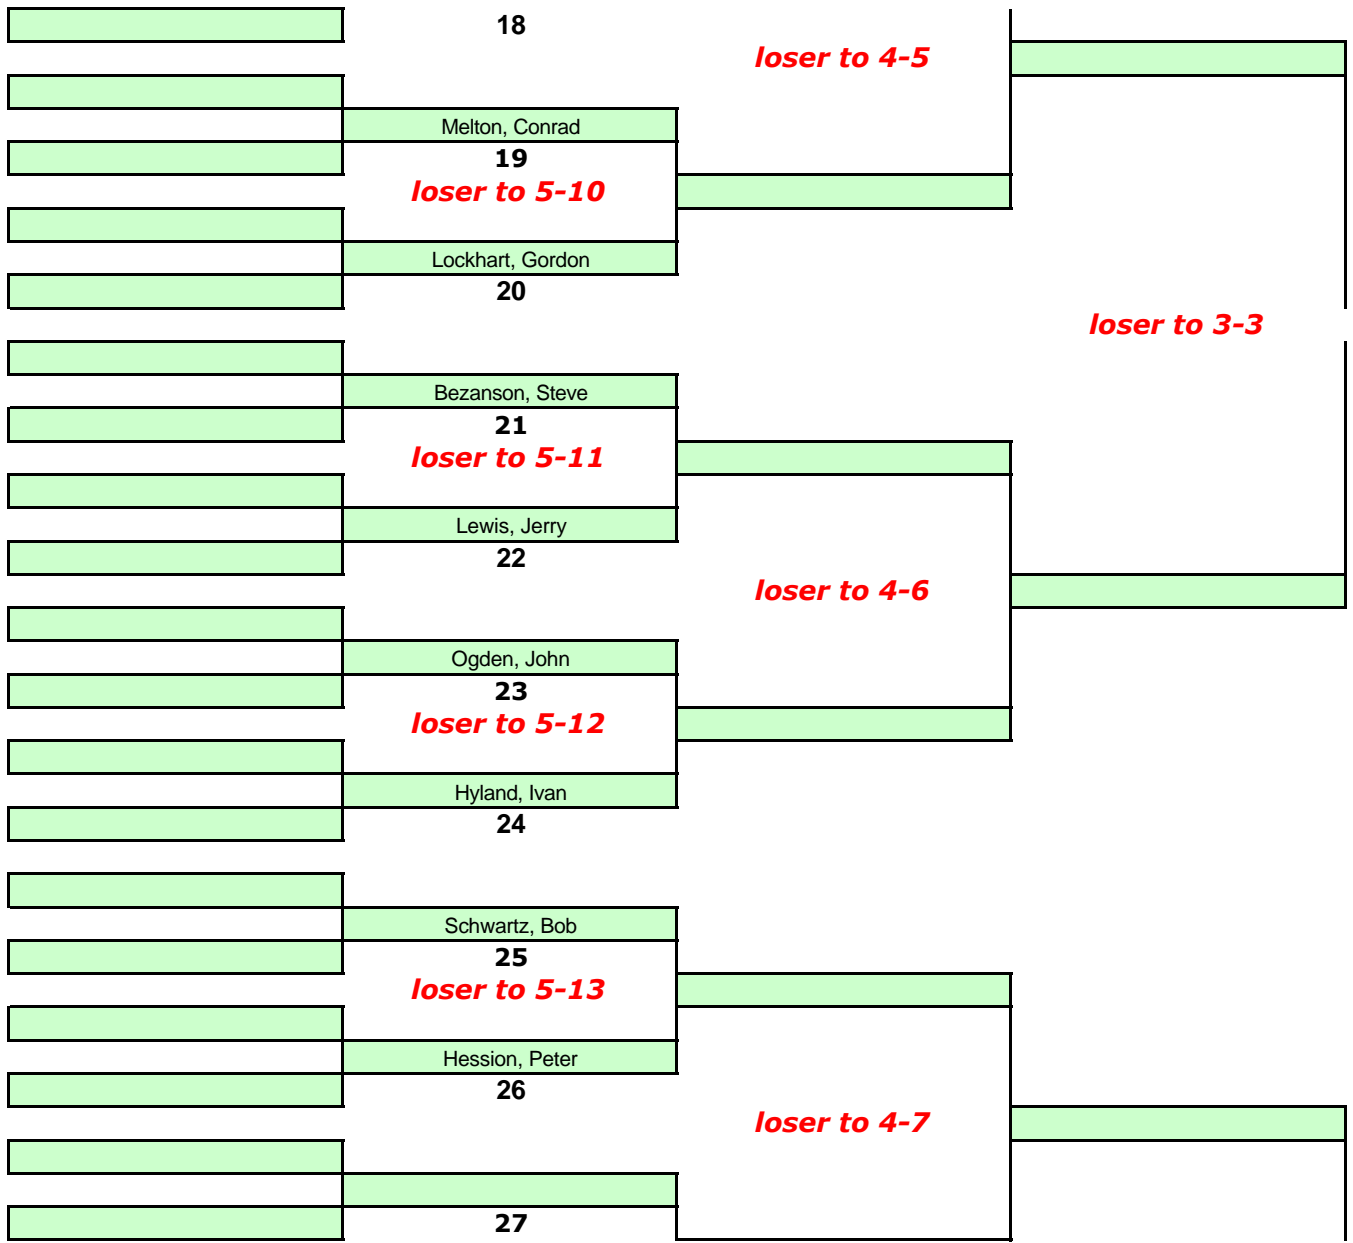 18
loser to 4-5
Melton, Conrad
19
loser to 5-10
Lockhart, Gordon
20
loser to 3-3
Bezanson, Steve
21
loser to 5-11
Lewis, Jerry
22
loser to 4-6
Ogden, John
23
loser to 5-12
Hyland, Ivan
24
Schwartz, Bob
25
loser to 5-13
Hession, Peter
26
loser to 4-7
27